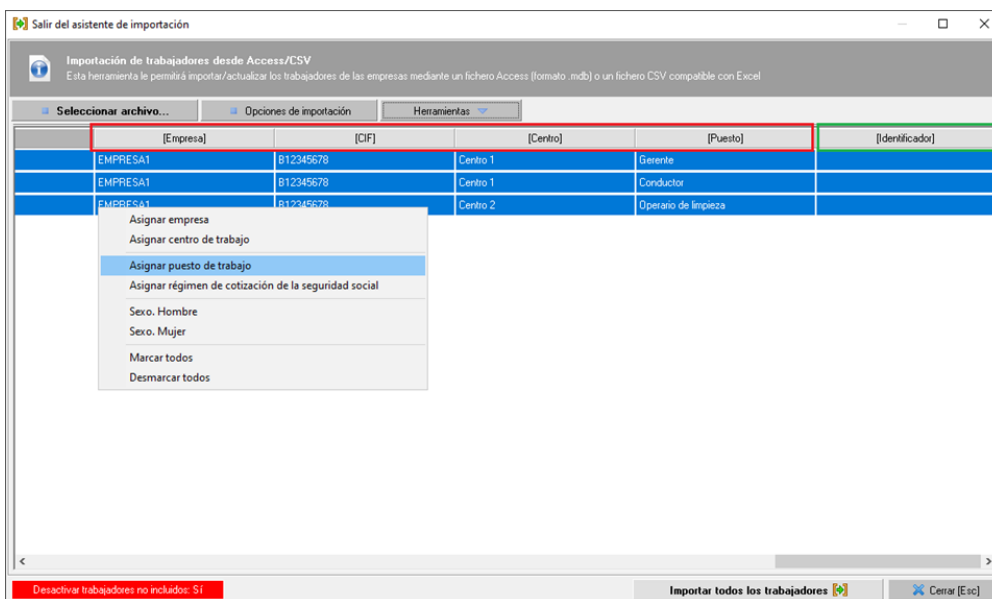 Salir del asistente de importación
Importación de trabajadores desde Access/CSV
Esta herramienta le permitirá importar/actualizar los trabajadores de las empresas mediante un fichero Access (formato .mdb) o un fichero CSV compatible con Excel
Seleccionar archivo... Opciones de importación Herramientas
[Empresa] [CIF] [Centro] [Puesto] [Identificador]
EMPRESA1 B12345678 Centro 1 Gerente
EMPRESA1 B12345678 Centro 1 Conductor
EMPRESA1 B12345678 Centro 2 Operario de limpieza
Asignar empresa
Asignar centro de trabajo
Asignar puesto de trabajo
Asignar régimen de cotización de la seguridad social
Sexo. Hombre
Sexo. Mujer
Marcar todos
Desmarcar todos
Desactivar trabajadores no incluidos: Sí Importar todos los trabajadores Cerrar [Esc]